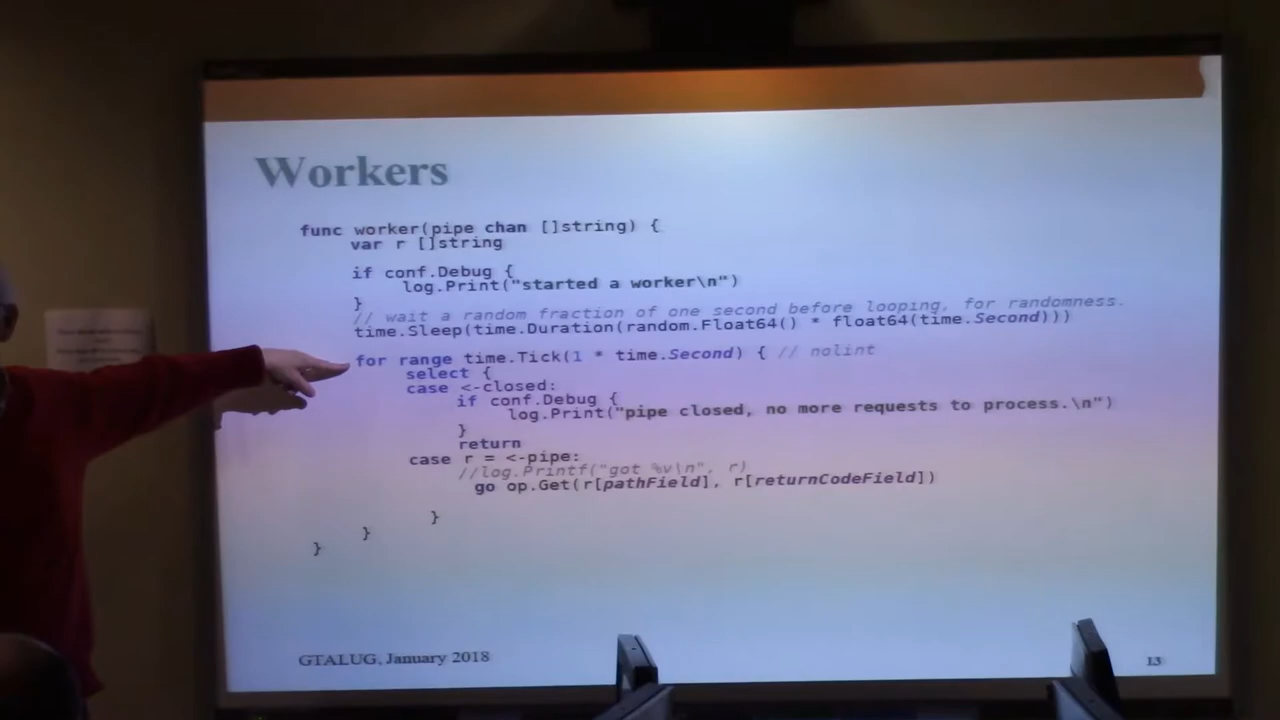 Workers
func worker(pipe chan []string) {
var r []string
if conf.Debug {
log.Print("started a worker\n")
}
// wait a random fraction of one second before looping, for randomness.
time.Sleep(time.Duration(random.Float64() * float64(time.Second)))
for range time.Tick(1 * time.Second) { // nolint
select {
case <-closed:
if conf.Debug {
log.Print("pipe closed, no more requests to process.\n")
}
return
case r = <-pipe:
//log.Printf("got %v\n", r)
go op.Get(r[pathField], r[returnCodeField])
}
}
}
GTALUG, January 2018
13